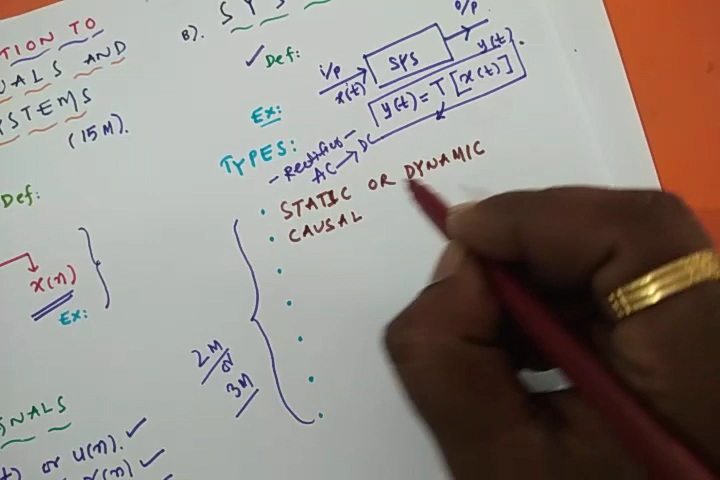 TION TO
ALS AND
STEMS
(15M).
Def:
x(n)
Ex:
NALS
t) or u(n). ✓
r(n) ✓
B). SYS
✓ Def:
i/p
x(t)
SYS
o/p
y(t).
y(t) = T [x(t)]
Ex:
- Rectifier -
AC → DC
TYPES:
• STATIC OR DYNAMIC
• CAUSAL
2M
or
3M